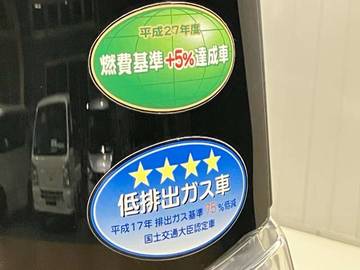 平成27年度
燃費基準+5%達成車
低排出ガス車
平成17年 排出ガス基準 75%低減
国土交通大臣認定車